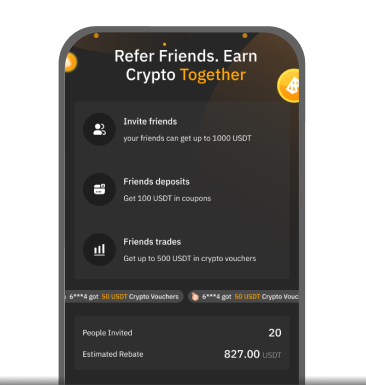 Refer Friends. Earn
Crypto Together
Invite friends
your friends can get up to 1000 USDT
Friends deposits
Get 100 USDT in coupons
Friends trades
Get up to 500 USDT in crypto vouchers
6***4 got 50 USDT Crypto Vouchers 6***4 got 50 USDT Crypto Vouc
People Invited 20
Estimated Rebate 827.00 USDT